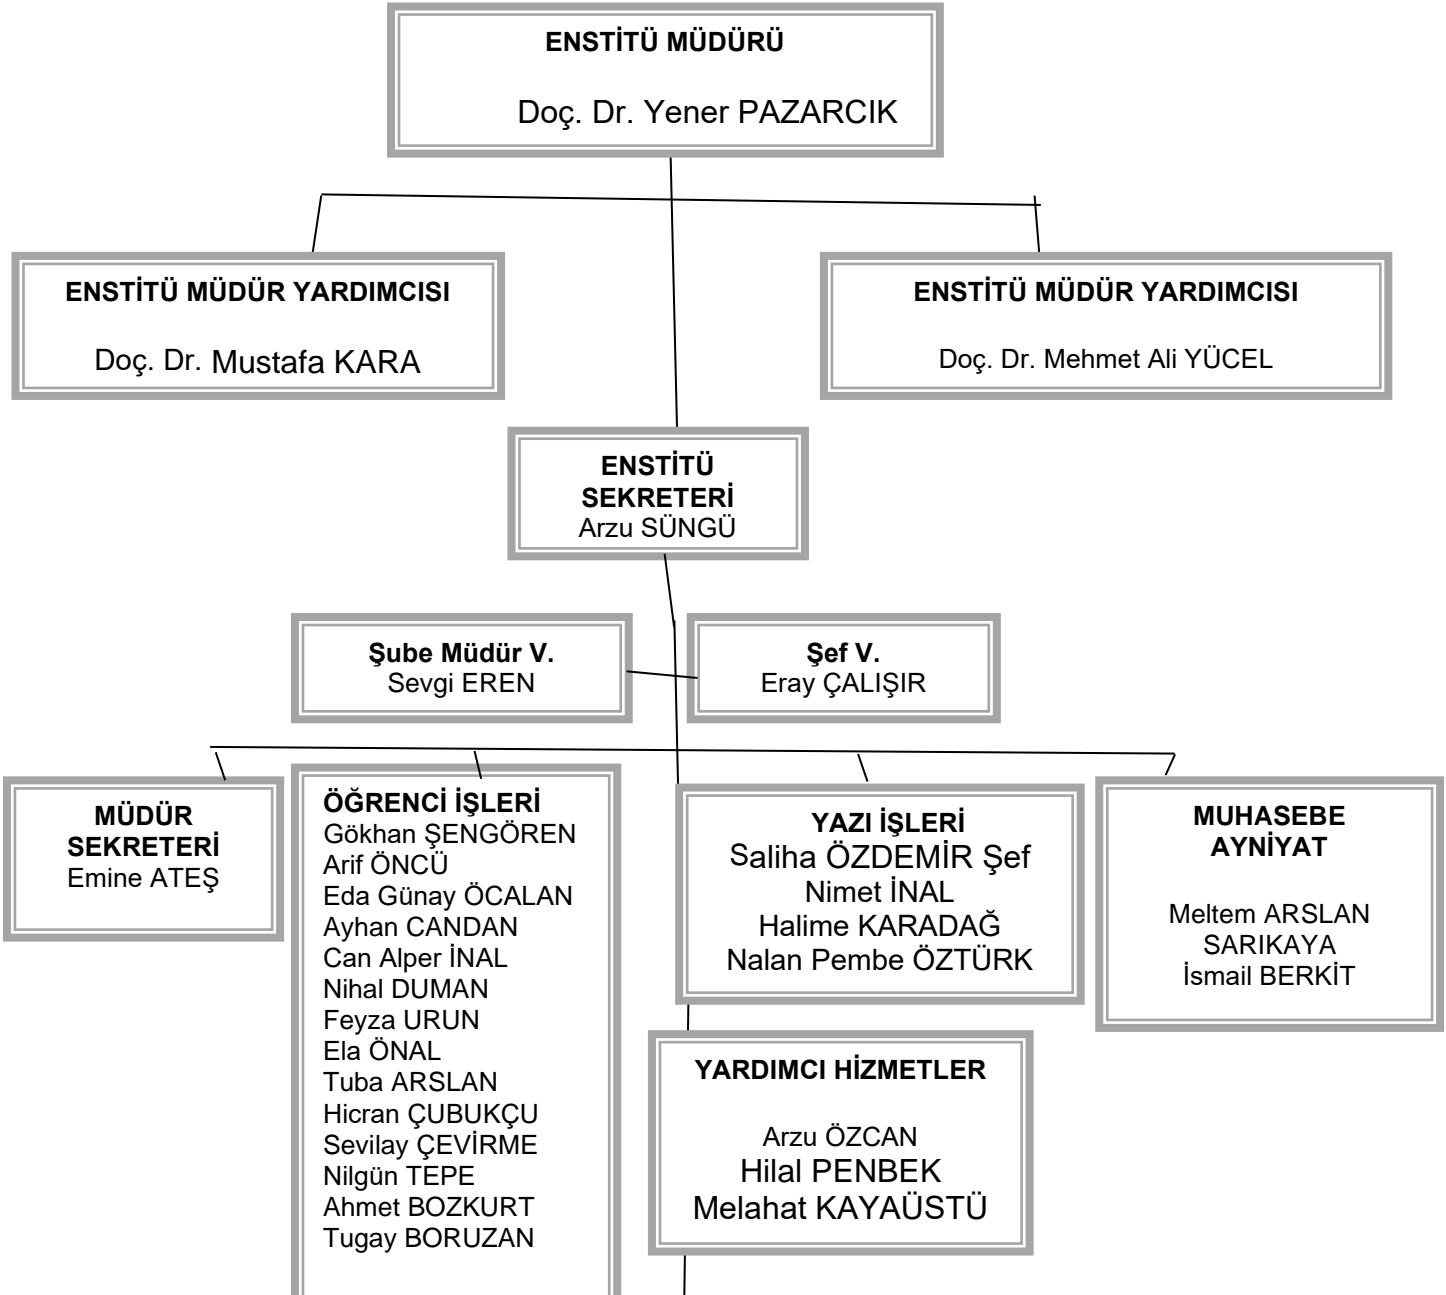 ENSTİTÜ MÜDÜRÜ
Doç. Dr. Yener PAZARCIK
ENSTİTÜ MÜDÜR YARDIMCISI
Doç. Dr. Mustafa KARA
ENSTİTÜ MÜDÜR YARDIMCISI
Doç. Dr. Mehmet Ali YÜCEL
ENSTİTÜ
SEKRETERİ
Arzu SÜNGÜ
Şube Müdür V.
Sevgi EREN
Şef V.
Eray ÇALIŞIR
MÜDÜR
SEKRETERİ
Emine ATEŞ
ÖĞRENCİ İŞLERİ
Gökhan ŞENGÖREN
Arif ÖNCÜ
Eda Günay ÖCALAN
Ayhan CANDAN
Can Alper İNAL
Nihal DUMAN
Feyza URUN
Ela ÖNAL
Tuba ARSLAN
Hicran ÇUBUKÇU
Sevilay ÇEVİRME
Nilgün TEPE
Ahmet BOZKURT
Tugay BORUZAN
YAZI İŞLERİ
Saliha ÖZDEMİR Şef
Nimet İNAL
Halime KARADAĞ
Nalan Pembe ÖZTÜRK
MUHASEBE
AYNİYAT
Meltem ARSLAN
SARIKAYA
İsmail BERKİT
YARDIMCI HİZMETLER
Arzu ÖZCAN
Hilal PENBEK
Melahat KAYAÜSTÜ